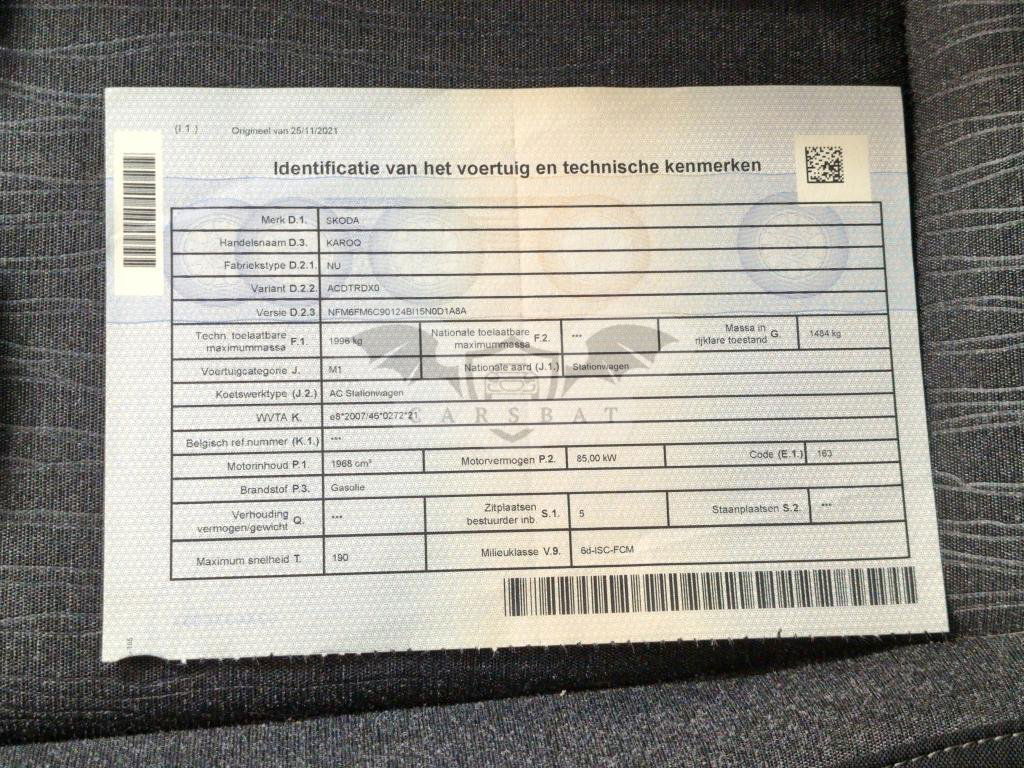 (I.1.) Origineel van 25/11/2021
Identificatie van het voertuig en technische kenmerken
Merk D.1. SKODA
Handelsnaam D.3. KAROQ
Fabriekstype D.2.1. NU
Variant D.2.2. ACDTRDX0
Versie D.2.3. NFM6FM6C90124BI15N0D1A8A
Techn. toelaatbare maximummassa F.1. 1996 kg Nationale toelaatbare maximummassa F.2. *** Massa in rijklare toestand G. 1484 kg
Voertuigcategorie J. M1 Nationale aard (J.1.) Stationwagen
Koetswerktype (J.2.) AC Stationwagen
CARSBAT
WVTA K. e8*2007/46*0272*21
Belgisch ref.nummer (K.1.) ***
Motorinhoud P.1. 1968 cm³ Motorvermogen P.2. 85,00 kW Code (E.1.) 163
Brandstof P.3. Gasolie
Verhouding vermogen/gewicht Q. *** Zitplaatsen bestuurder inb. S.1. 5 Staanplaatsen S.2. ***
Maximum snelheid T. 190 Milieuklasse V.9. 6d-ISC-FCM